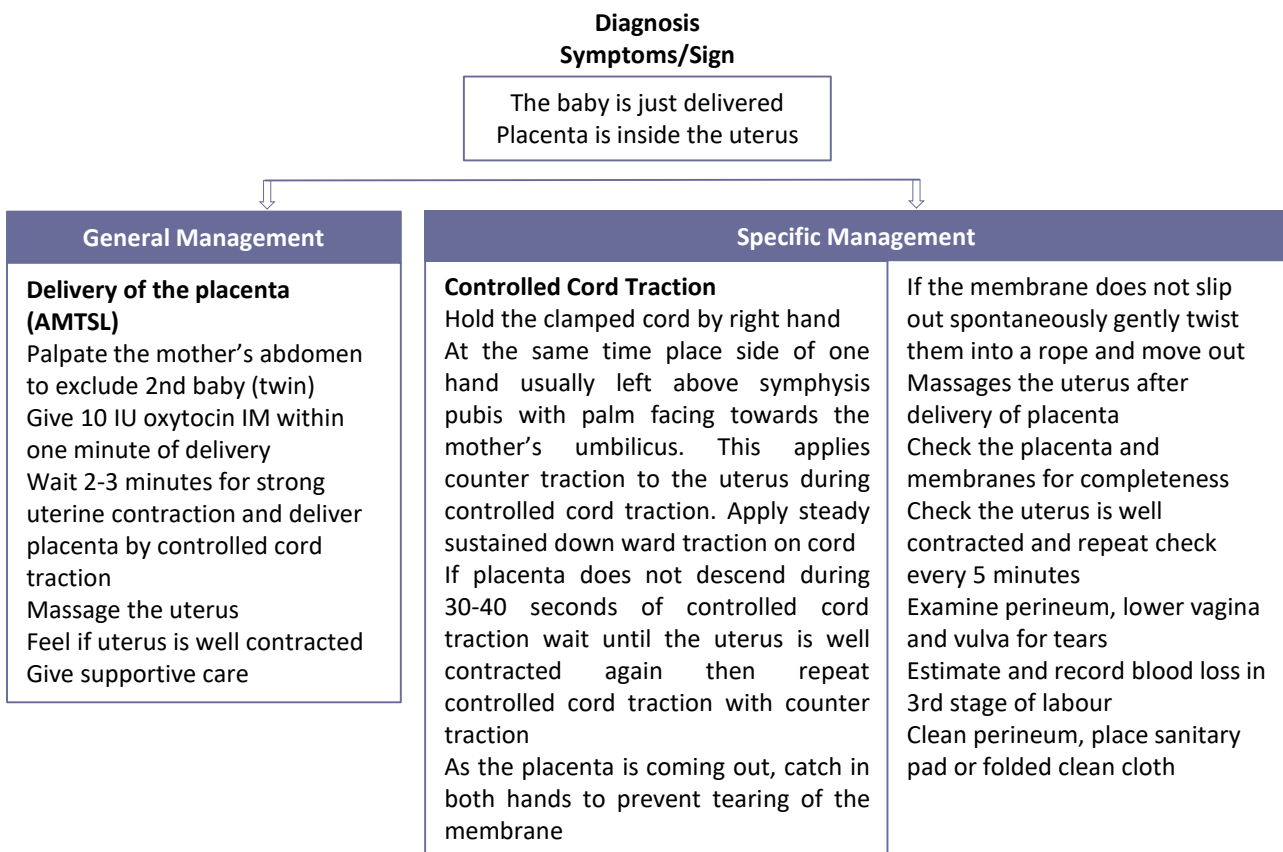 Diagnosis
Symptoms/Sign
The baby is just delivered
Placenta is inside the uterus
General Management
Delivery of the placenta
(AMTSL)
Palpate the mother’s abdomen
to exclude 2nd baby (twin)
Give 10 IU oxytocin IM within
one minute of delivery
Wait 2-3 minutes for strong
uterine contraction and deliver
placenta by controlled cord
traction
Massage the uterus
Feel if uterus is well contracted
Give supportive care
Specific Management
Controlled Cord Traction
Hold the clamped cord by right hand
At the same time place side of one
hand usually left above symphysis
pubis with palm facing towards the
mother’s umbilicus. This applies
counter traction to the uterus during
controlled cord traction. Apply steady
sustained down ward traction on cord
If placenta does not descend during
30-40 seconds of controlled cord
traction wait until the uterus is well
contracted again then repeat
controlled cord traction with counter
traction
As the placenta is coming out, catch in
both hands to prevent tearing of the
membrane
If the membrane does not slip
out spontaneously gently twist
them into a rope and move out
Massages the uterus after
delivery of placenta
Check the placenta and
membranes for completeness
Check the uterus is well
contracted and repeat check
every 5 minutes
Examine perineum, lower vagina
and vulva for tears
Estimate and record blood loss in
3rd stage of labour
Clean perineum, place sanitary
pad or folded clean cloth